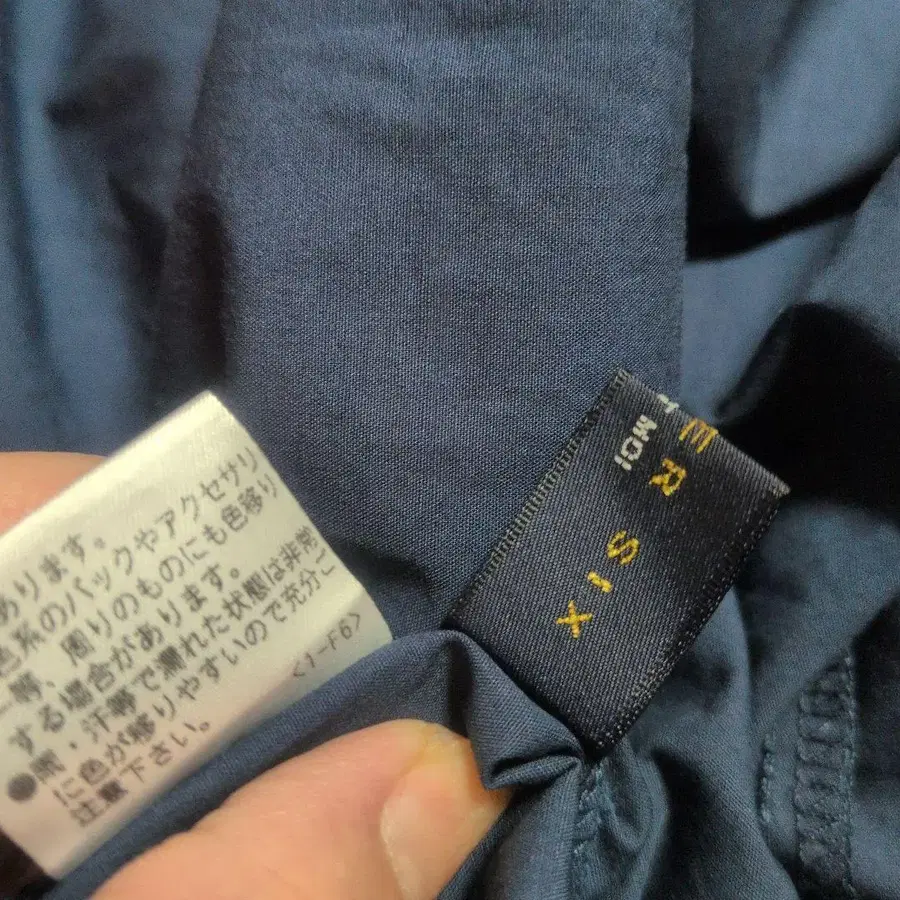 あります。
色系のバックやアクセサリ
ー等、周りのものにも色移り
する場合があります。
●雨、汗等で濡れた状態は非常
に色が移りやすいので充分ご
注意下さい。
<1-F6>
MOI
ER SIX